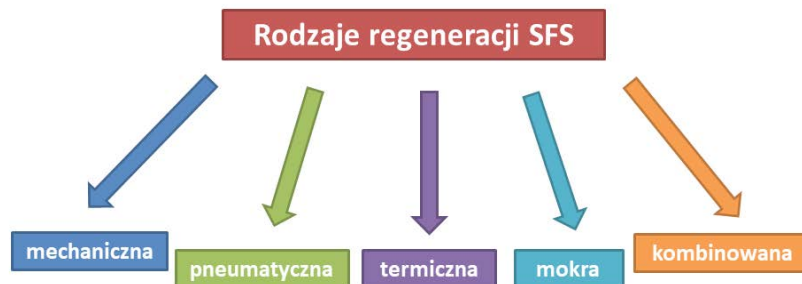 Rodzaje regeneracji SFS
mechaniczna
pneumatyczna
termiczna
mokra
kombinowana